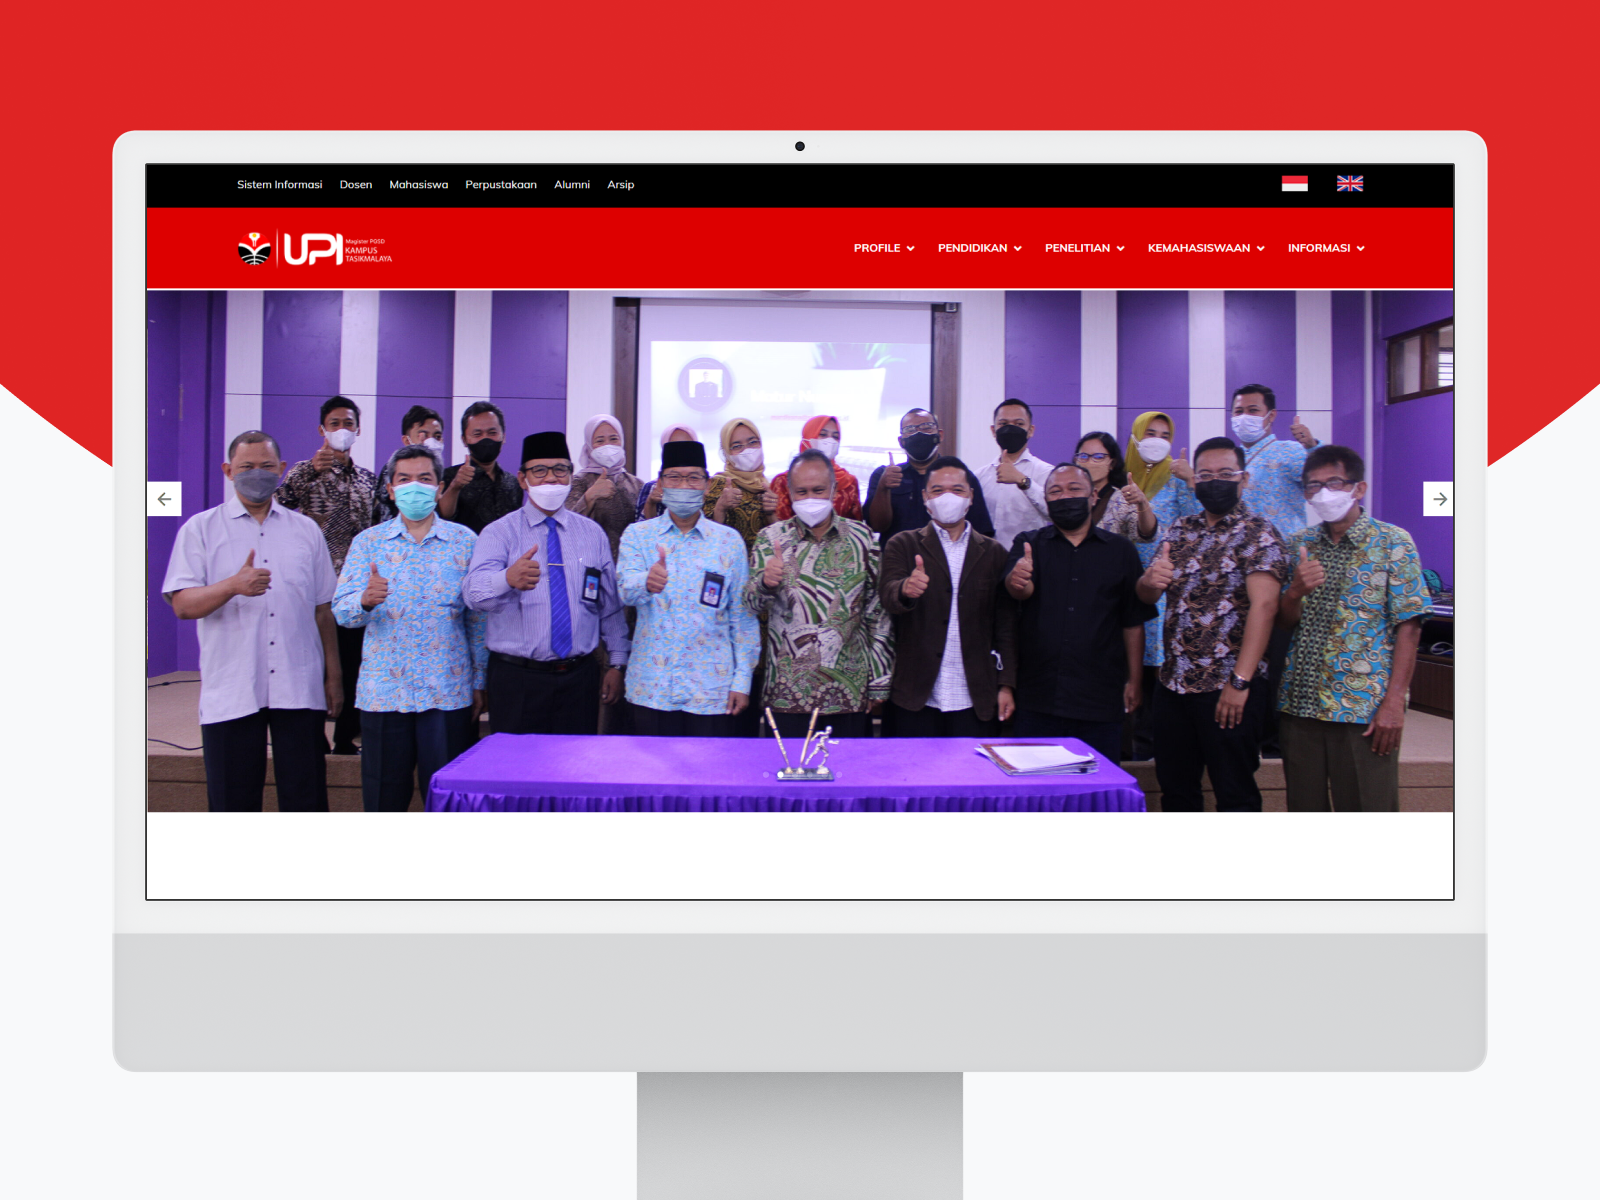 Sistem Informasi Dosen Mahasiswa Perpustakaan Alumni Arsip
UPI
Magister PGSD
KAMPUS
TASIKMALAYA
PROFILE PENDIDIKAN PENELITIAN KEMAHASISWAAN INFORMASI